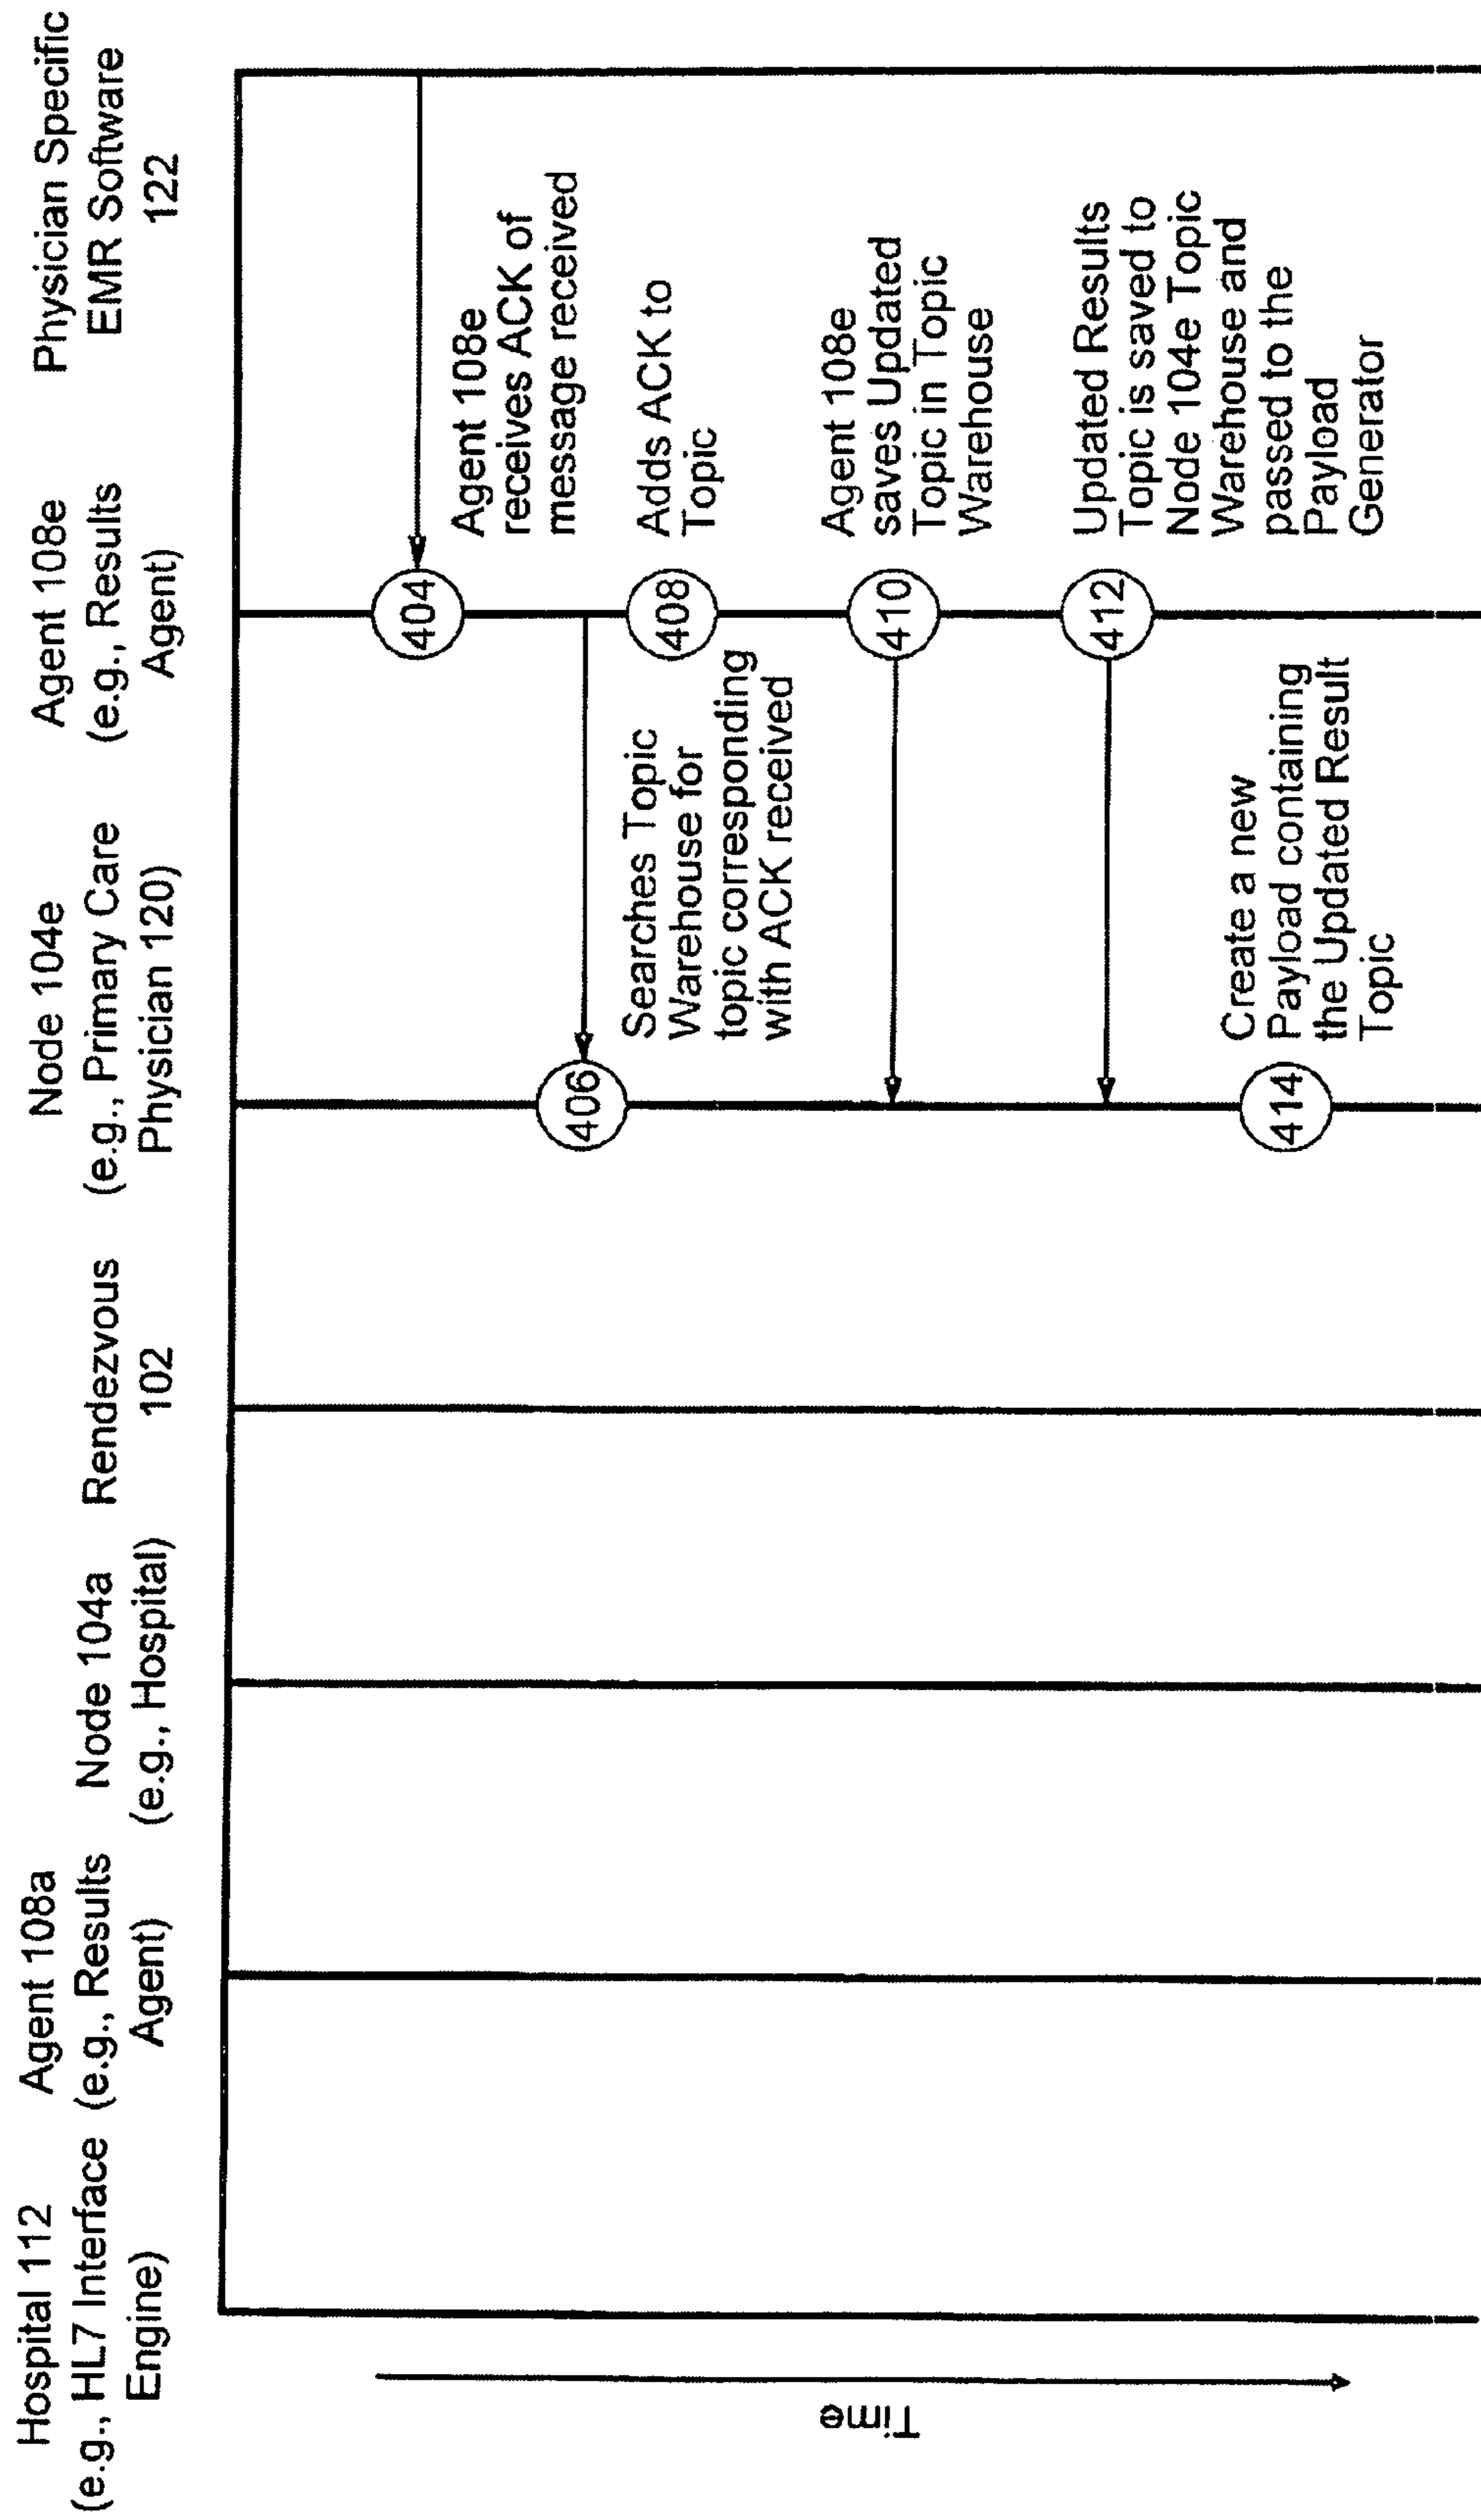 Hospital 112
(e.g., HL7 Interface
Engine)
Agent 108a
(e.g., Results
Agent)
Node 104a
(e.g., Hospital)
Rendezvous
102
Node 104e
(e.g., Primary Care
Physician 120)
Agent 108e
(e.g., Results
Agent)
Physician Specific
EMR Software
122
Time
404
Agent 108e
receives ACK of
message received
406
Searches Topic
Warehouse for
topic corresponding
with ACK received
408
Adds ACK to
Topic
410
Agent 108e
saves Updated
Topic in Topic
Warehouse
412
Updated Results
Topic is saved to
Node 104e Topic
Warehouse and
passed to the
Payload
Generator
414
Create a new
Payload containing
the Updated Result
Topic